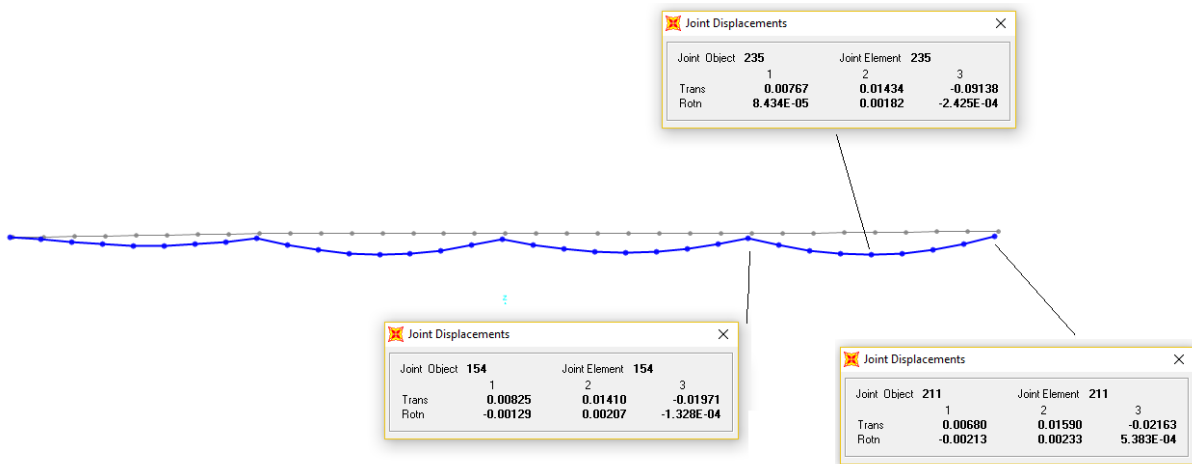 Joint Displacements
Joint Object 235 Joint Element 235
1 2 3
Trans 0.00767 0.01434 -0.09138
Rotn 8.434E-05 0.00182 -2.425E-04
Joint Displacements
Joint Object 154 Joint Element 154
1 2 3
Trans 0.00825 0.01410 -0.01971
Rotn -0.00129 0.00207 -1.328E-04
Joint Displacements
Joint Object 211 Joint Element 211
1 2 3
Trans 0.00680 0.01590 -0.02163
Rotn -0.00213 0.00233 5.383E-04